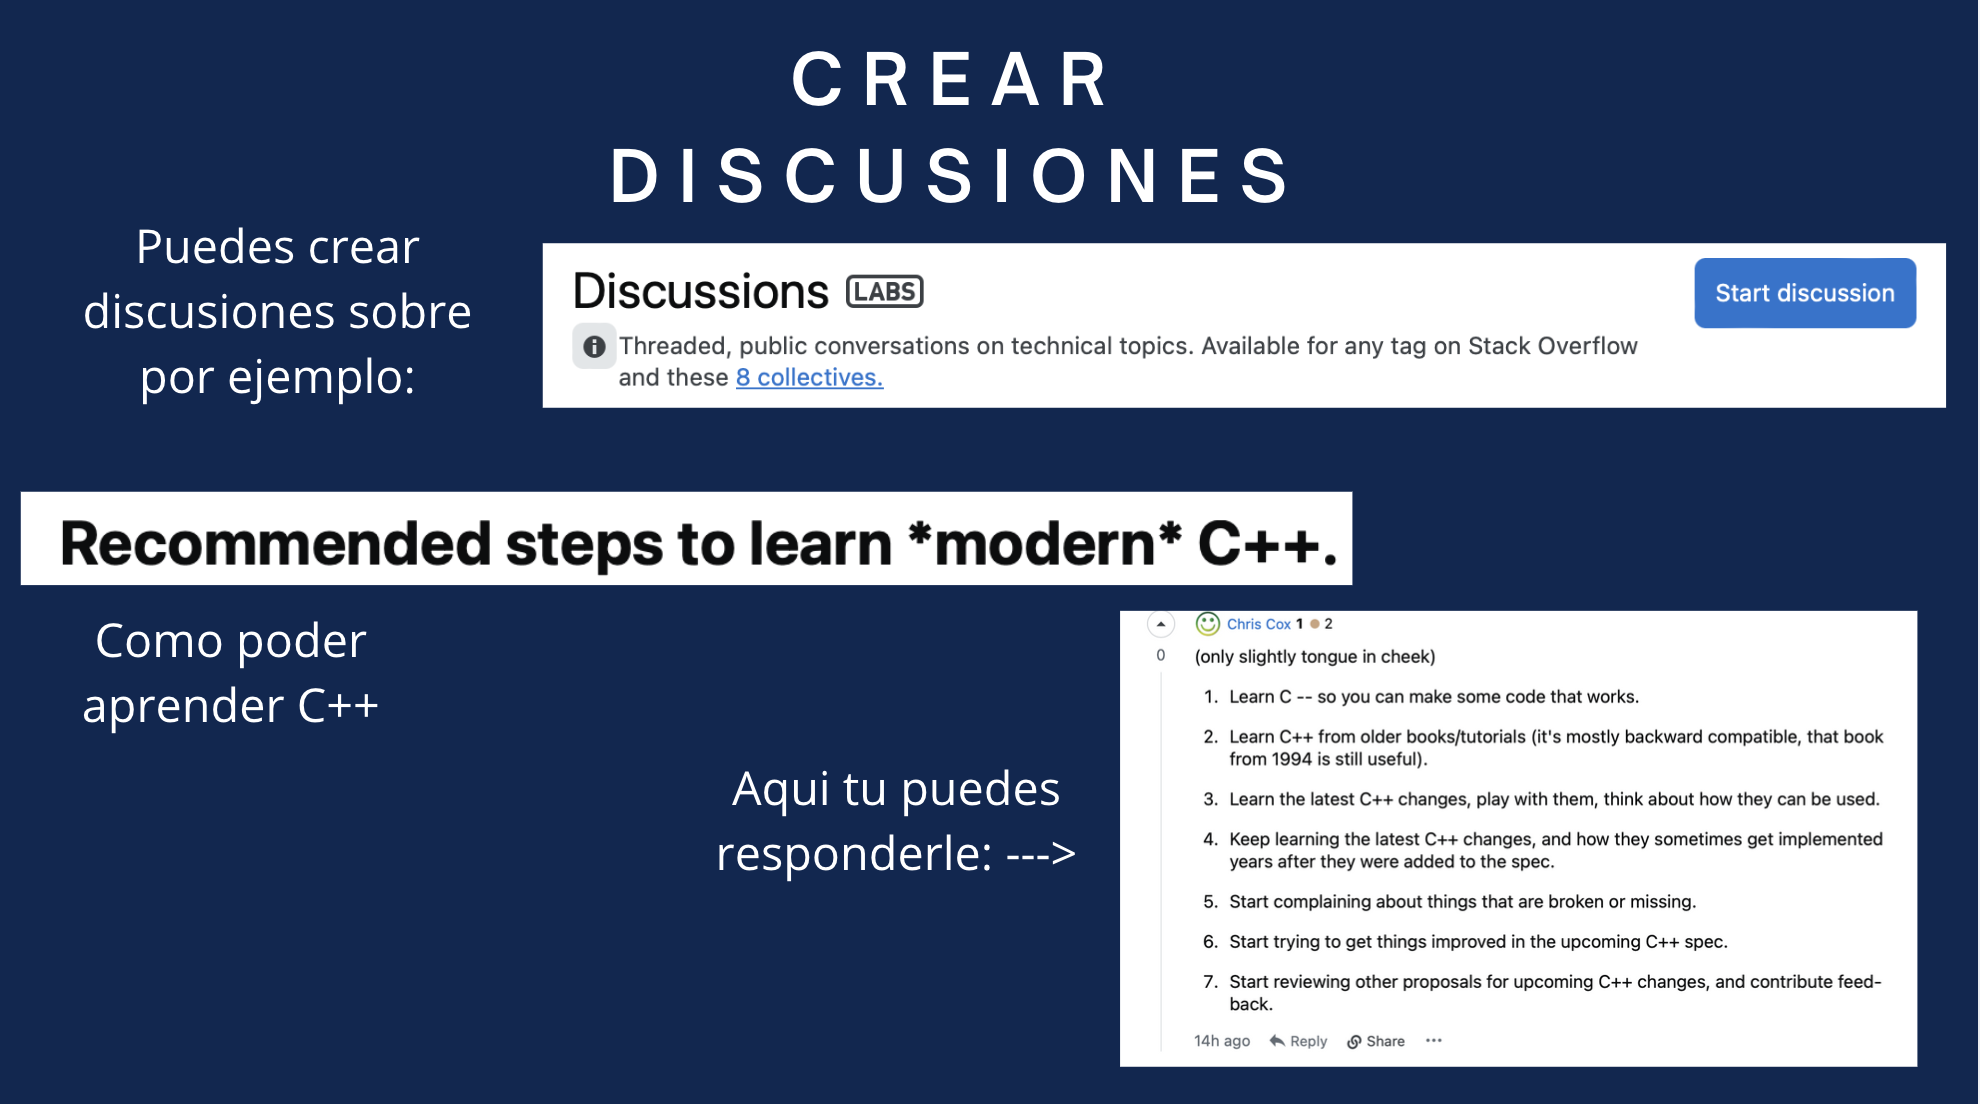 CREAR
DISCUSIONES
Puedes crear
discusiones sobre
por ejemplo:
Discussions LABS
Start discussion
Threaded, public conversations on technical topics. Available for any tag on Stack Overflow
and these 8 collectives.
Recommended steps to learn *modern* C++.
Como poder
aprender C++
Aqui tu puedes
responderle: --->
Chris Cox 1 2
0
(only slightly tongue in cheek)
1. Learn C -- so you can make some code that works.
2. Learn C++ from older books/tutorials (it's mostly backward compatible, that book
from 1994 is still useful).
3. Learn the latest C++ changes, play with them, think about how they can be used.
4. Keep learning the latest C++ changes, and how they sometimes get implemented
years after they were added to the spec.
5. Start complaining about things that are broken or missing.
6. Start trying to get things improved in the upcoming C++ spec.
7. Start reviewing other proposals for upcoming C++ changes, and contribute feed-
back.
14h ago Reply Share ···